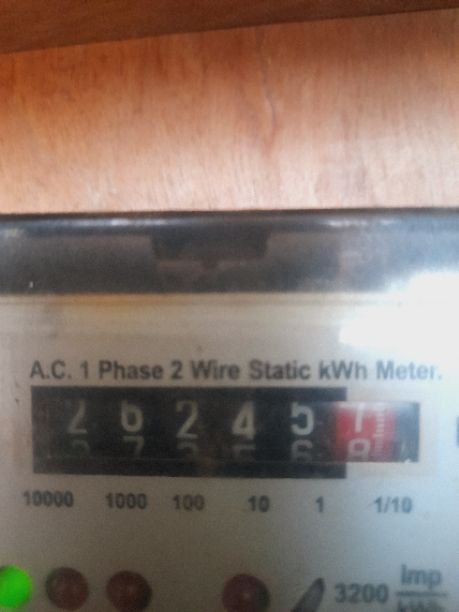 A.C. 1 Phase 2 Wire Static kWh Meter.
2 6 2 4 5 7
10000 1000 100 10 1 1/10
3200 Imp